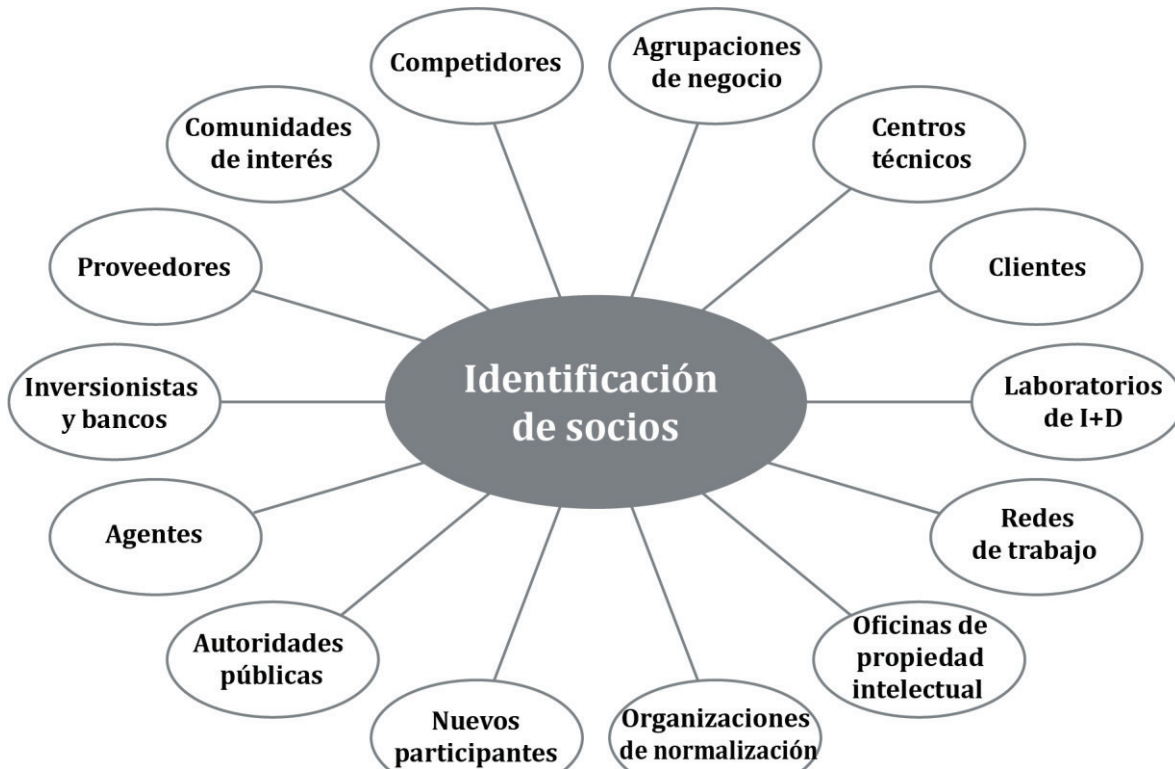 Competidores
Agrupaciones
de negocio
Comunidades
de interés
Centros
técnicos
Proveedores
Clientes
Identificación
de socios
Inversionistas
y bancos
Laboratorios
de I+D
Agentes
Redes
de trabajo
Autoridades
públicas
Oficinas de
propiedad
intelectual
Nuevos
participantes
Organizaciones
de normalización